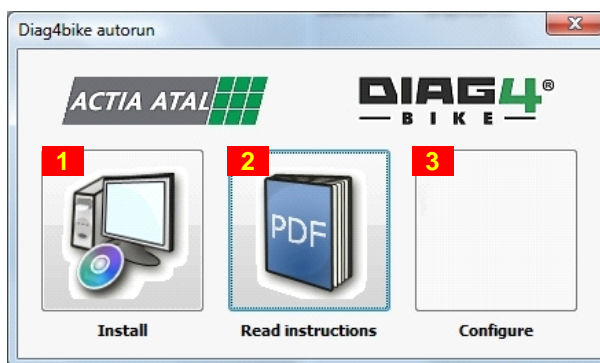 Diag4bike autorun
ACTIA ATAL
DIAG4®
BIKE
1
2
3
PDF
Install
Read instructions
Configure